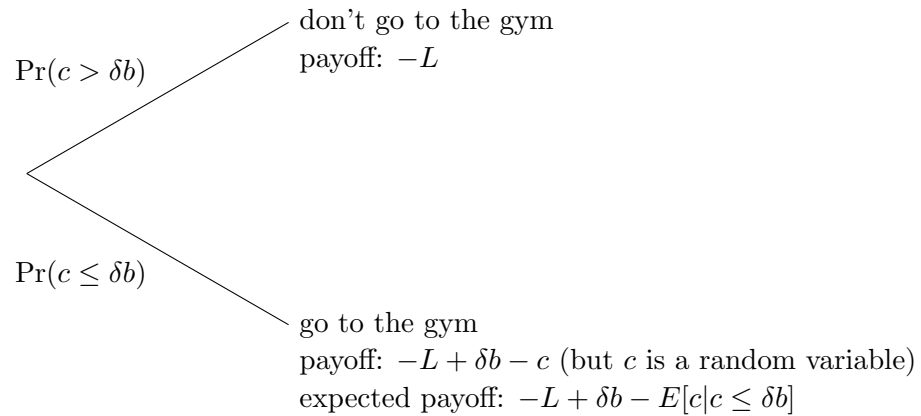 don't go to the gym
payoff: −L
Pr(c > δb)
Pr(c ≤ δb)
go to the gym
payoff: −L + δb − c (but c is a random variable)
expected payoff: −L + δb − E[c|c ≤ δb]